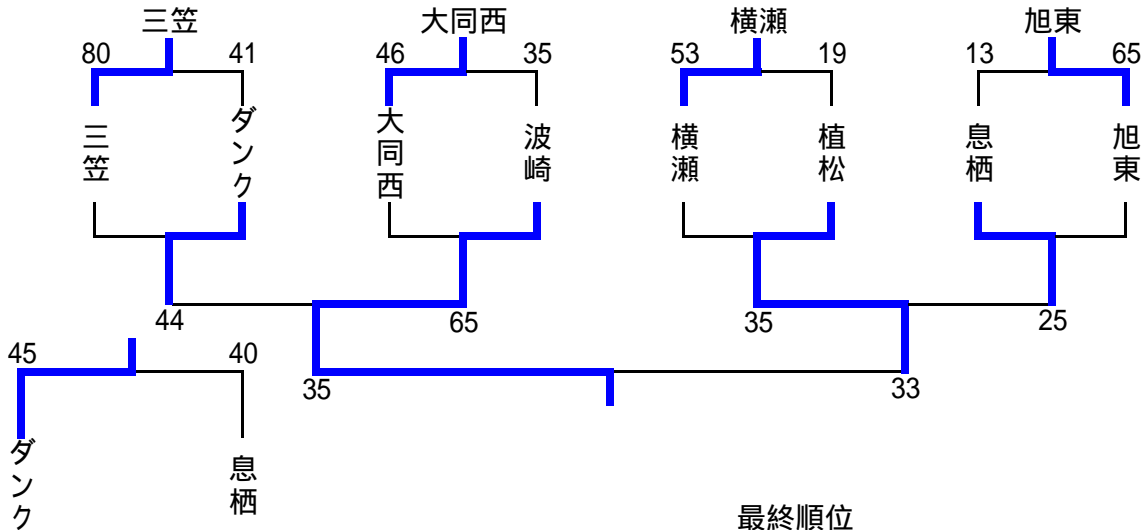 三笠 大同西 横瀬 旭東
80 41 46 35 53 19 13 65
三笠 ダンク 大同西 波崎 横瀬 植松 息栖 旭東
44 65 35 25
45 40
35 33
ダンク 息栖
最終順位